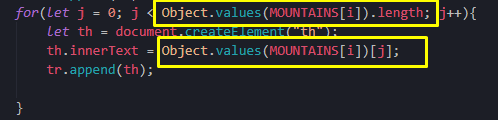 for(let j = 0; j < Object.values(MOUNTAINS[i]).length; j++){
let th = document.createElement("th");
th.innerText = Object.values(MOUNTAINS[i])[j];
tr.append(th);
}